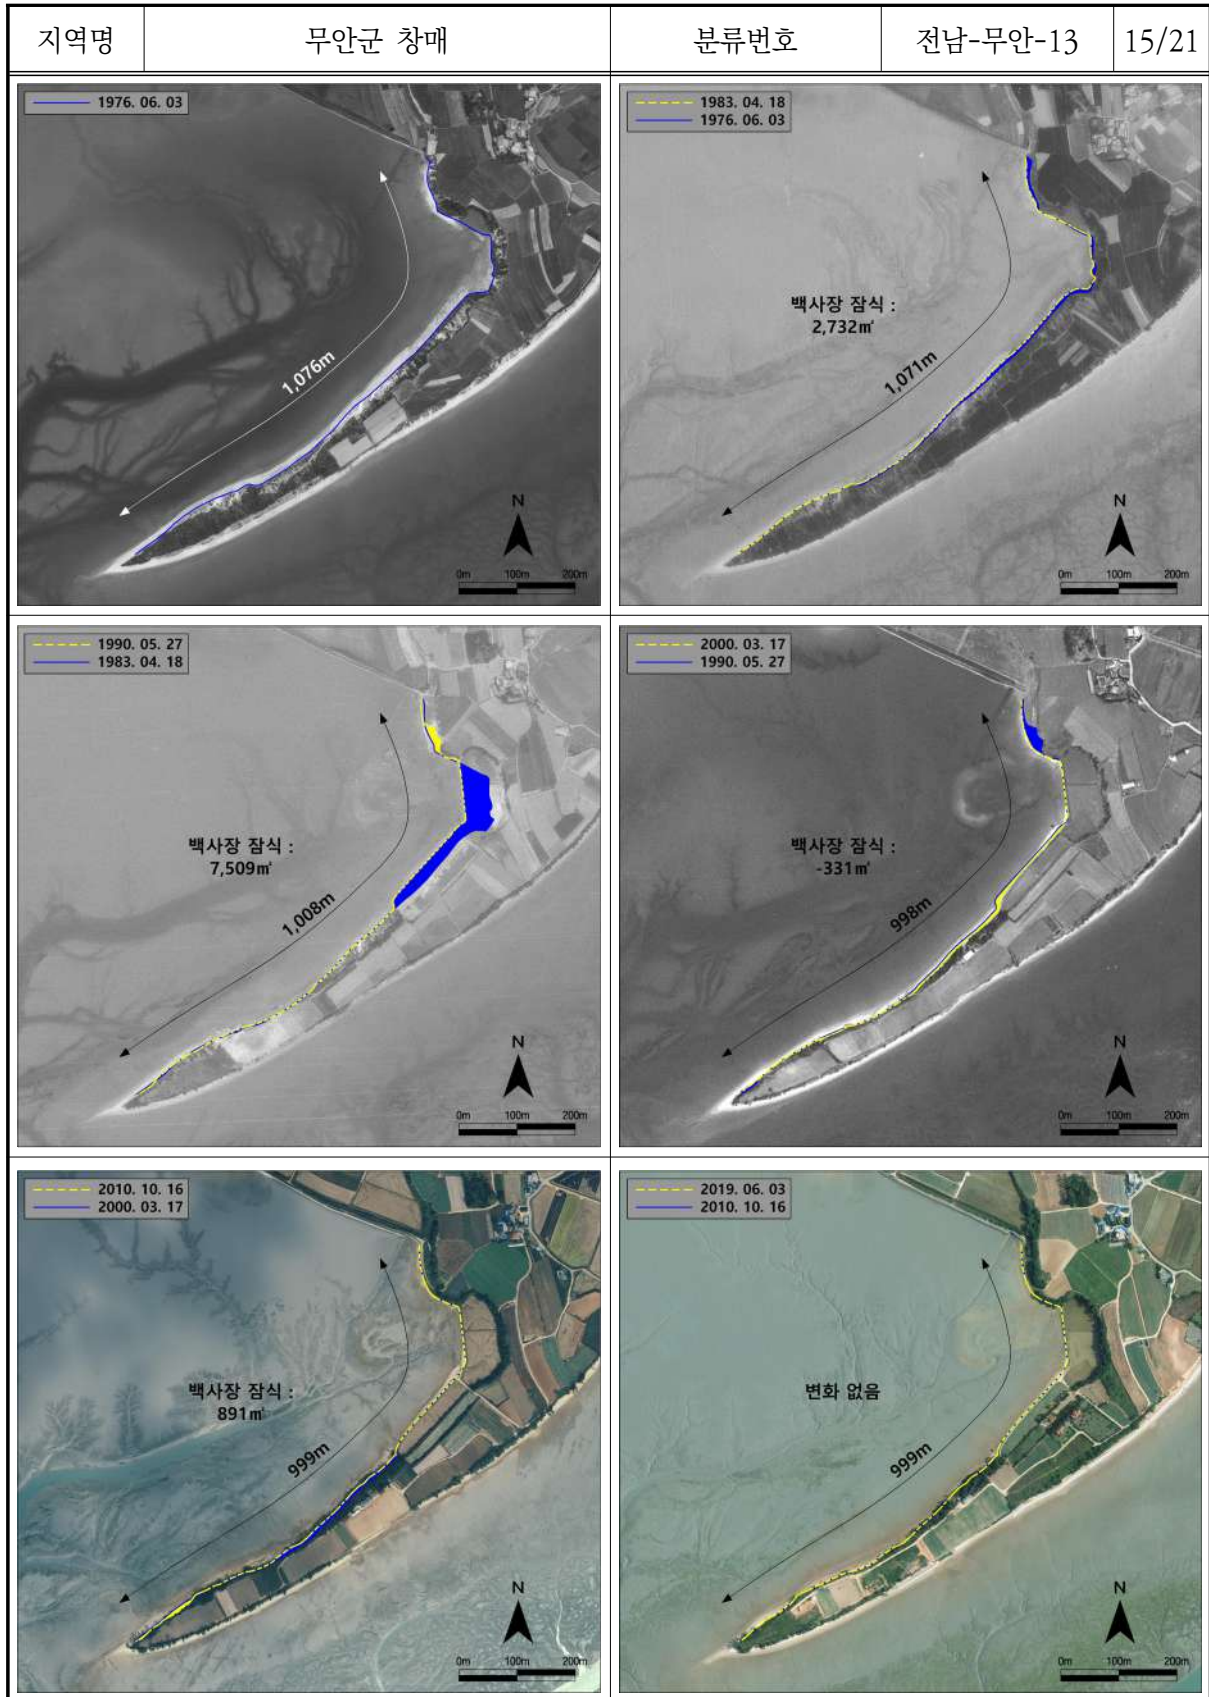 지역명 무안군 창매 분류번호 전남-무안-13 15/21
1976. 06. 03
1,076m
N
0m 100m 200m
1983. 04. 18
1976. 06. 03
백사장 잠식 :
2,732㎡
1,071m
N
0m 100m 200m
1990. 05. 27
1983. 04. 18
백사장 잠식 :
7,509㎡
1,008m
N
0m 100m 200m
2000. 03. 17
1990. 05. 27
백사장 잠식 :
-331㎡
998m
N
0m 100m 200m
2010. 10. 16
2000. 03. 17
백사장 잠식 :
891㎡
999m
N
0m 100m 200m
2019. 06. 03
2010. 10. 16
변화 없음
999m
N
0m 100m 200m